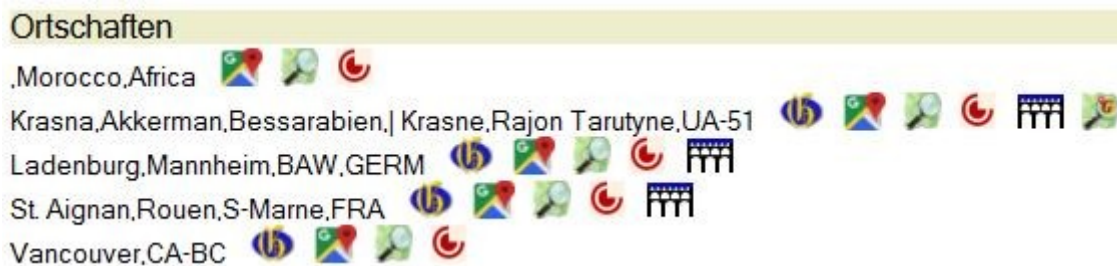 Ortschaften
,Morocco,Africa
Krasna,Akkerman,Bessarabien,| Krasne,Rajon Tarutyne,UA-51
Ladenburg,Mannheim,BAW,GERM
St. Aignan,Rouen,S-Marne,FRA
Vancouver,CA-BC